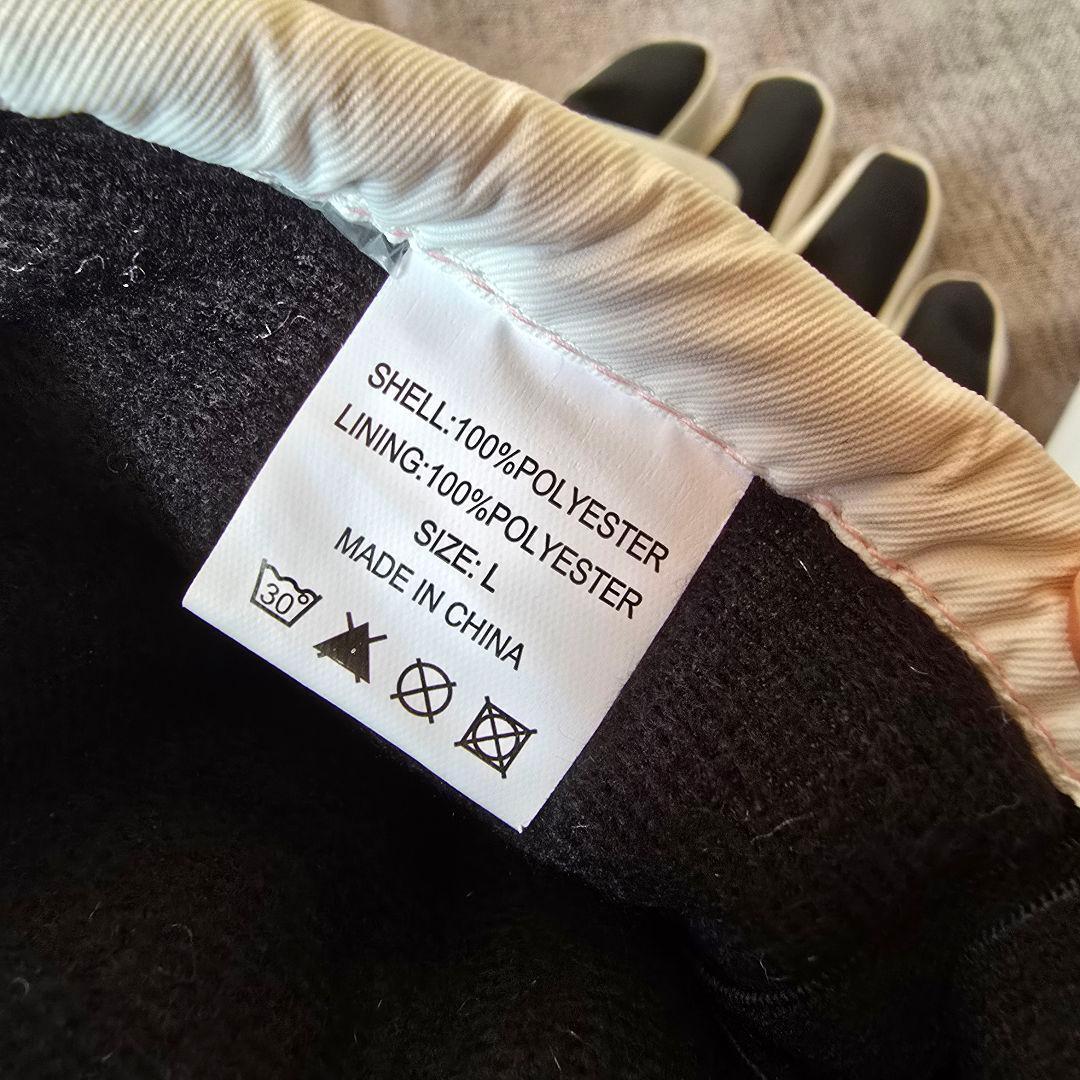 SHELL:100%POLYESTER
LINING:100%POLYESTER
SIZE: L
MADE IN CHINA
30°